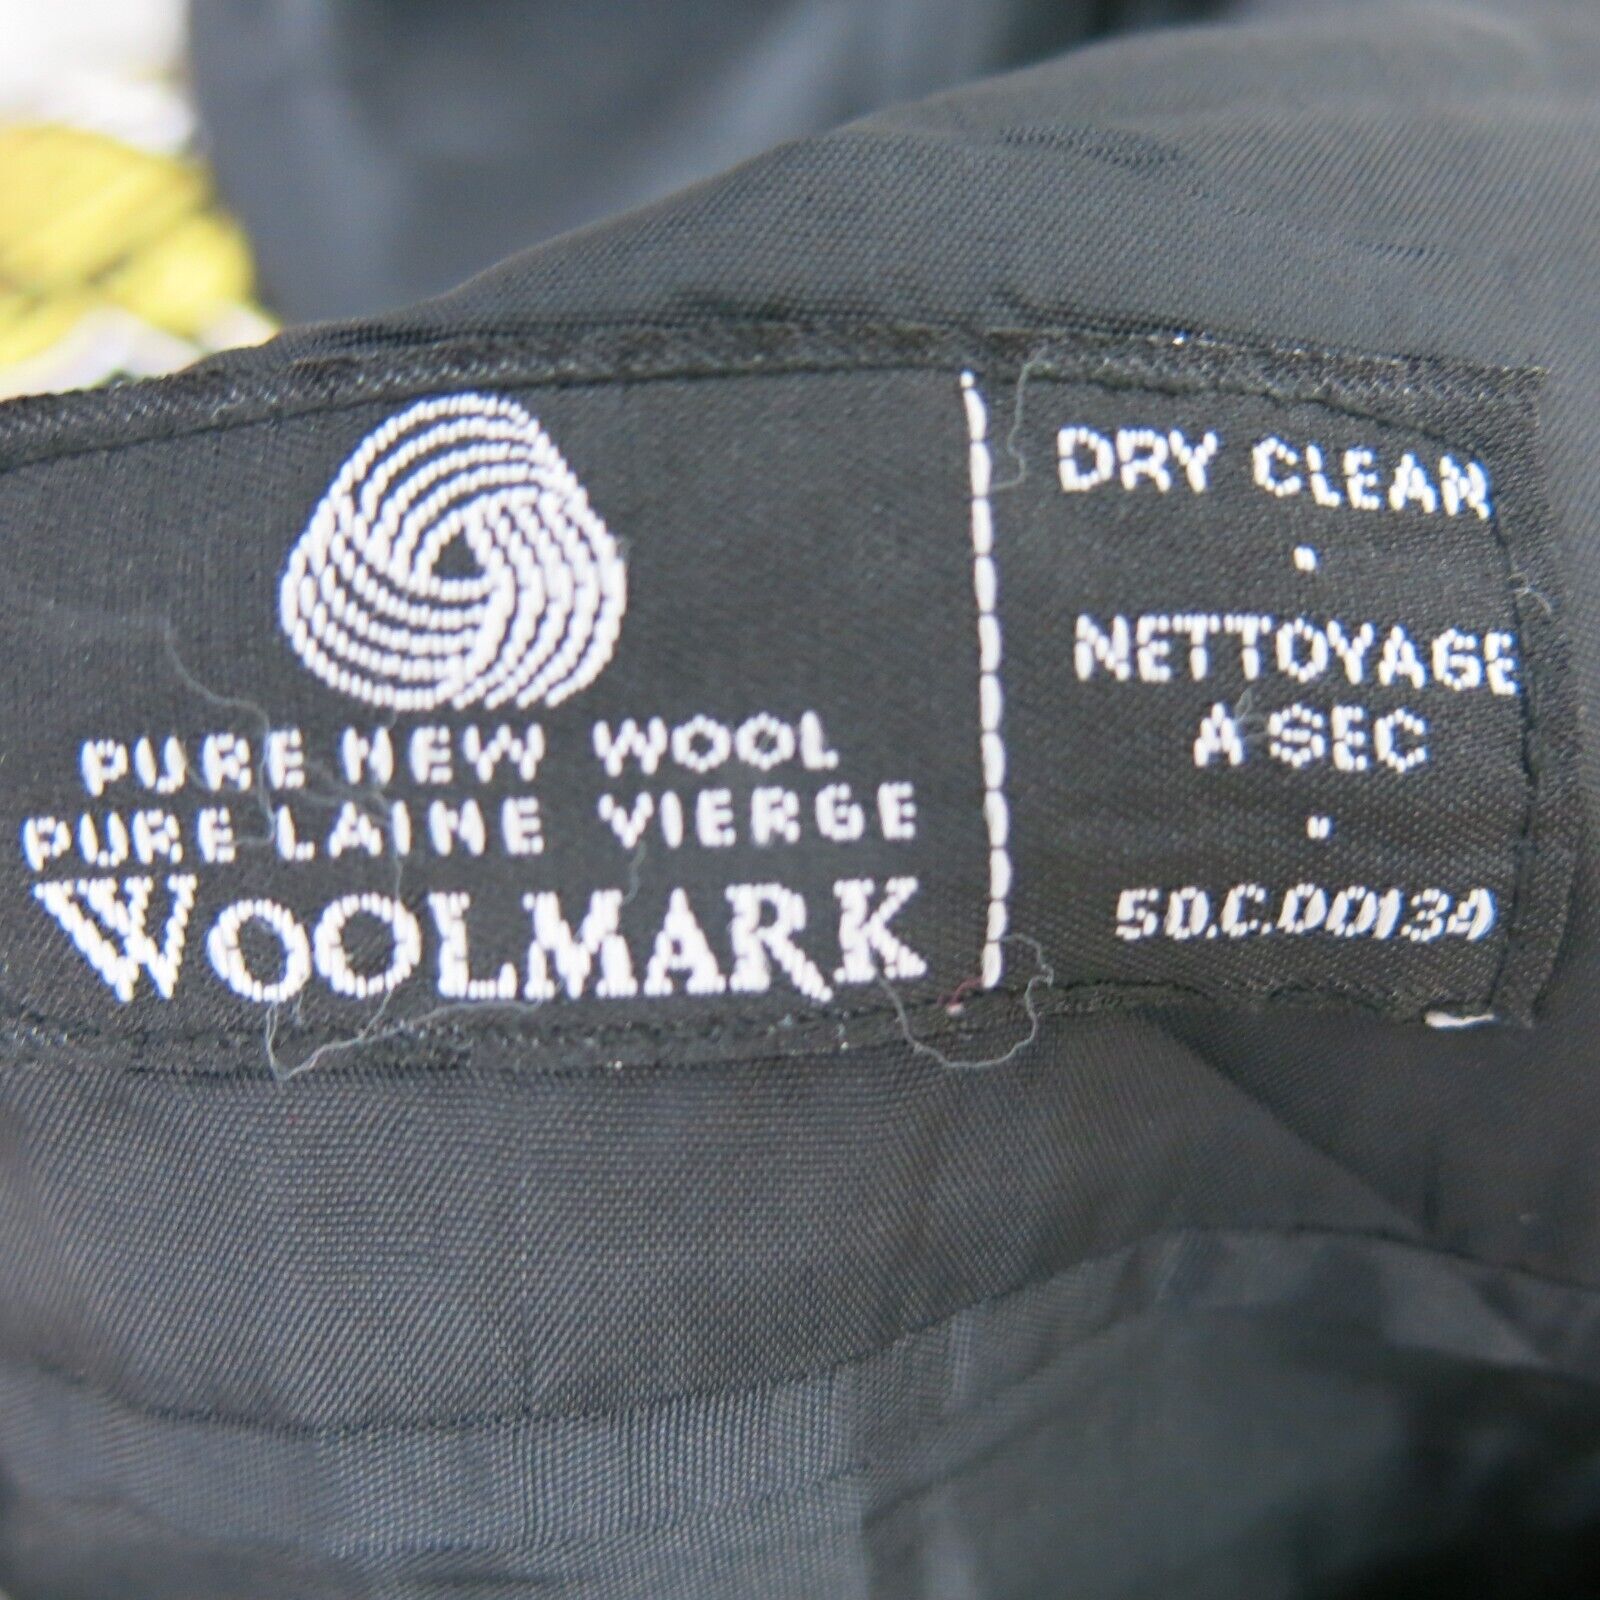 PURE NEW WOOL
PURE LAINE VIERGE
WOOLMARK
DRY CLEAN
NETTOYAGE
A SEC
50.C.00134